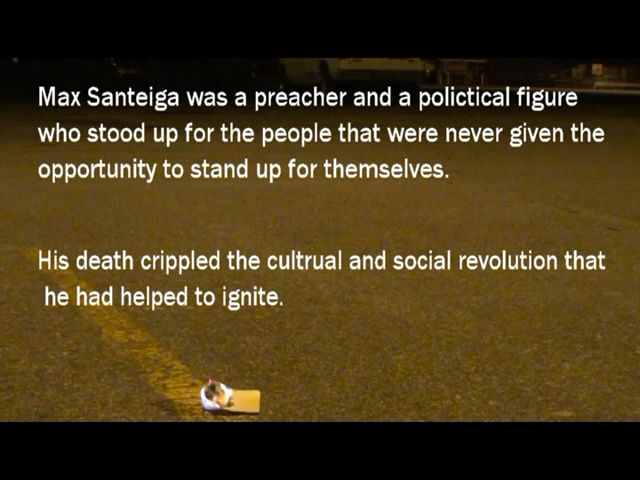 Max Santeiga was a preacher and a polictical figure
who stood up for the people that were never given the
opportunity to stand up for themselves.
His death crippled the cultrual and social revolution that
he had helped to ignite.